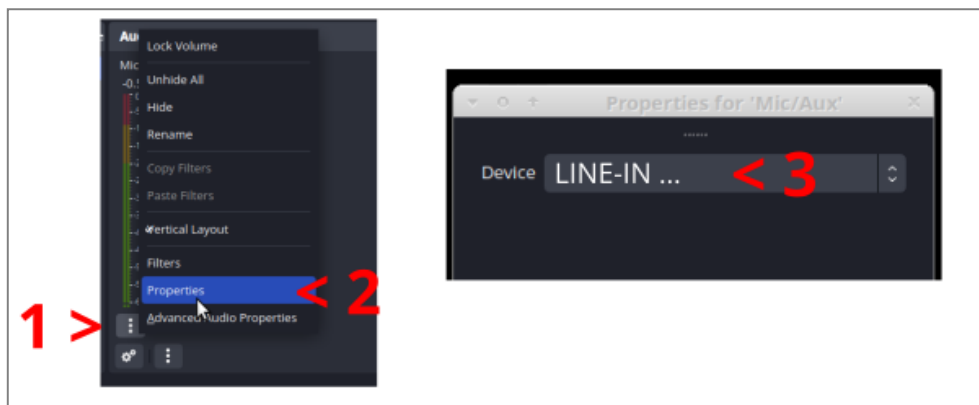 Au
Mic
-0.5
Lock Volume
Unhide All
Hide
Rename
Copy Filters
Paste Filters
Vertical Layout
Filters
Properties
Advanced Audio Properties
1 >
< 2
Properties for 'Mic/Aux'
Device LINE-IN ...
< 3